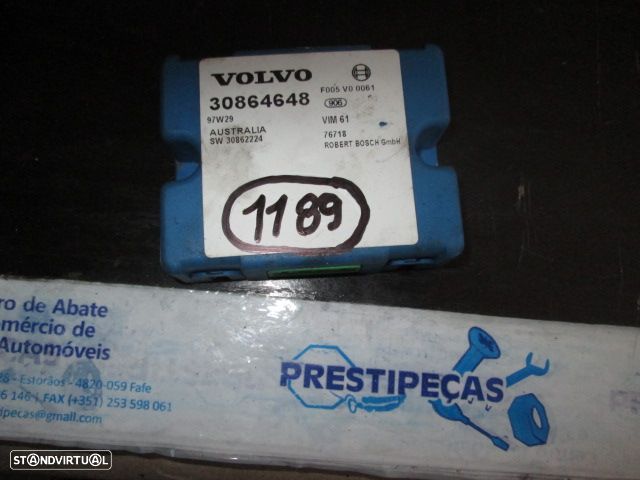 VOLVO
30864648
97W29
AUSTRALIA
SW 30862224
F005 V0 0061
906
VIM 61
76718
ROBERT BOSCH GmbH
1189
ro de Abate
mércio de
Automóveis
Estorãos - 4820-059 Fafe
6 146 | FAX (+351) 253 598 061
ipecas@gmail.com
PRESTIPEÇAS
STANDVIRTUAL